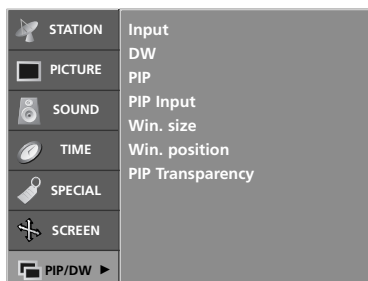 STATION
PICTURE
SOUND
TIME
SPECIAL
SCREEN
PIP/DW ►
Input
DW
PIP
PIP Input
Win. size
Win. position
PIP Transparency